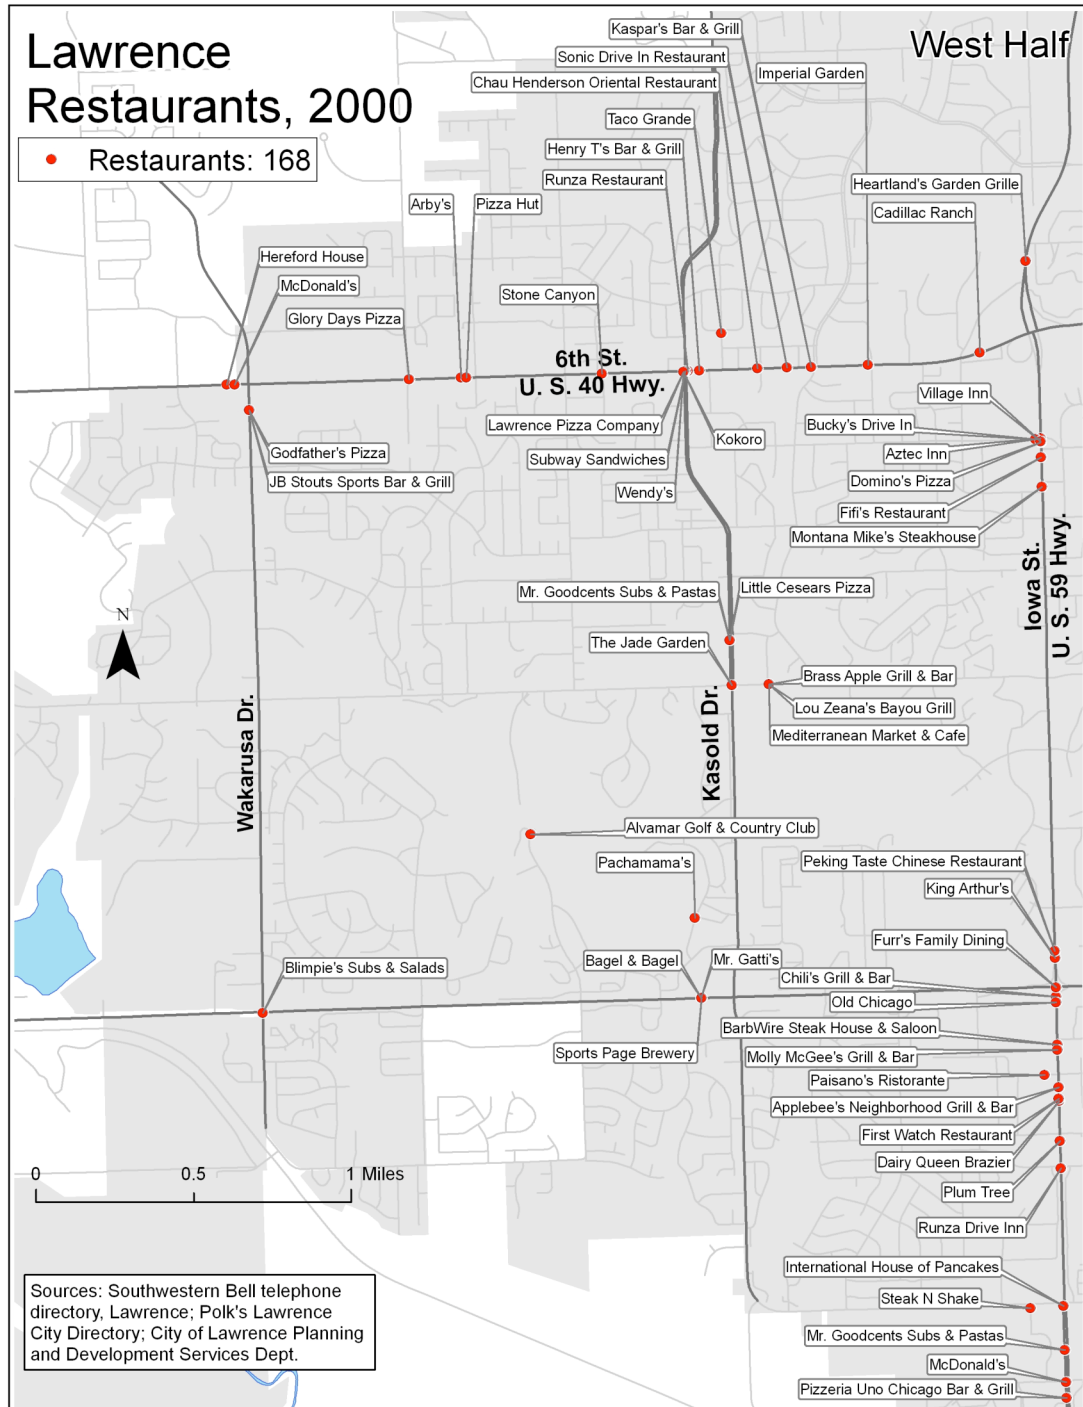 Lawrence
Restaurants, 2000
West Half
Restaurants: 168
Kaspar's Bar & Grill
Sonic Drive In Restaurant
Chau Henderson Oriental Restaurant
Imperial Garden
Taco Grande
Henry T's Bar & Grill
Runza Restaurant
Heartland's Garden Grille
Arby's
Pizza Hut
Cadillac Ranch
Hereford House
McDonald's
Stone Canyon
Glory Days Pizza
6th St.
U. S. 40 Hwy.
Village Inn
Lawrence Pizza Company
Bucky's Drive In
Kokoro
Godfather's Pizza
Aztec Inn
Subway Sandwiches
JB Stouts Sports Bar & Grill
Domino's Pizza
Wendy's
Fifi's Restaurant
Montana Mike's Steakhouse
Iowa St.
U. S. 59 Hwy.
Mr. Goodcents Subs & Pastas
Little Cesears Pizza
N
The Jade Garden
Brass Apple Grill & Bar
Lou Zeana's Bayou Grill
Mediterranean Market & Cafe
Wakarusa Dr.
Kasold Dr.
Alvamar Golf & Country Club
Pachamama's
Peking Taste Chinese Restaurant
King Arthur's
Furr's Family Dining
Bagel & Bagel
Mr. Gatti's
Blimpie's Subs & Salads
Chili's Grill & Bar
Old Chicago
BarbWire Steak House & Saloon
Sports Page Brewery
Molly McGee's Grill & Bar
Paisano's Ristorante
Applebee's Neighborhood Grill & Bar
First Watch Restaurant
Dairy Queen Brazier
0 0.5 1 Miles
Plum Tree
Runza Drive Inn
International House of Pancakes
Steak N Shake
Mr. Goodcents Subs & Pastas
McDonald's
Pizzeria Uno Chicago Bar & Grill
Sources: Southwestern Bell telephone
directory, Lawrence; Polk's Lawrence
City Directory; City of Lawrence Planning
and Development Services Dept.